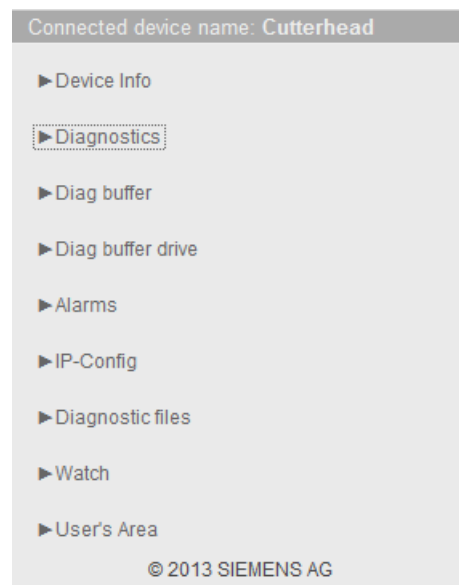 Connected device name: Cutterhead
►Device Info
►Diagnostics
►Diag buffer
►Diag buffer drive
►Alarms
►IP-Config
►Diagnostic files
►Watch
►User's Area
© 2013 SIEMENS AG